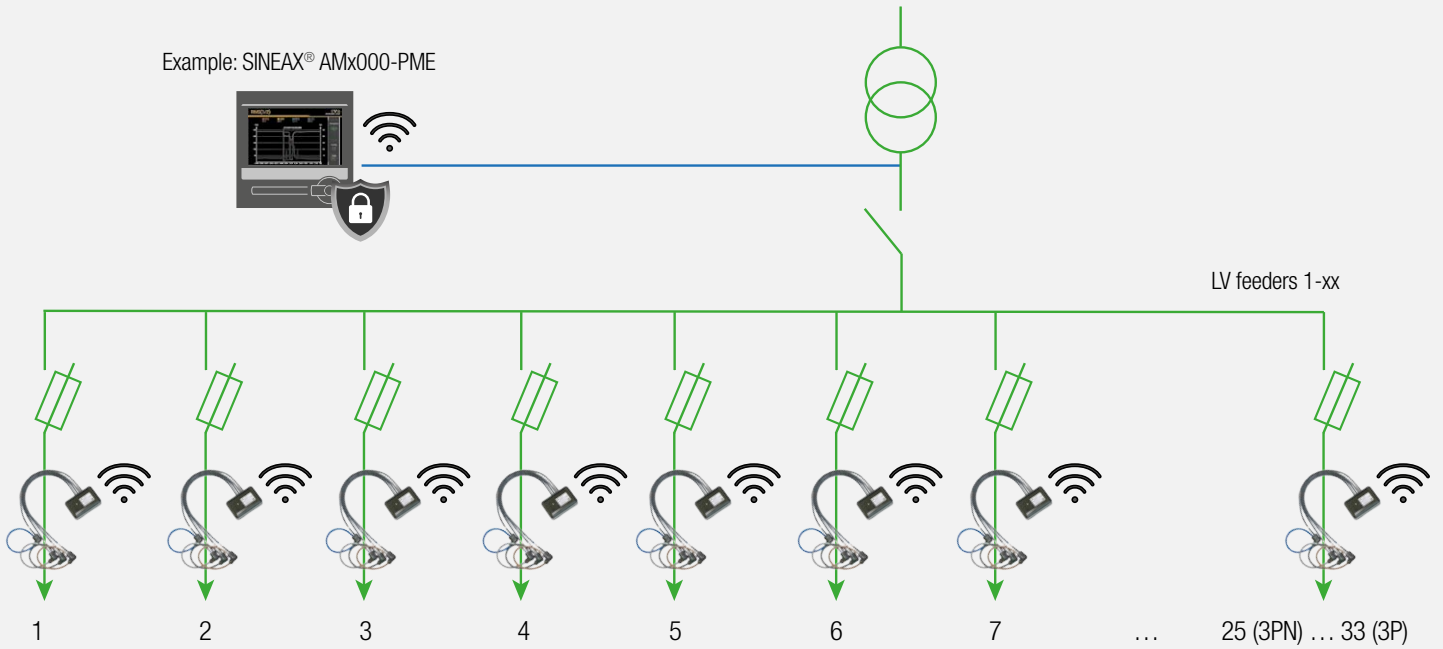 Example: SINEAX® AMx000-PME
LV feeders 1-xx
1 2 3 4 5 6 7 … 25 (3PN) … 33 (3P)